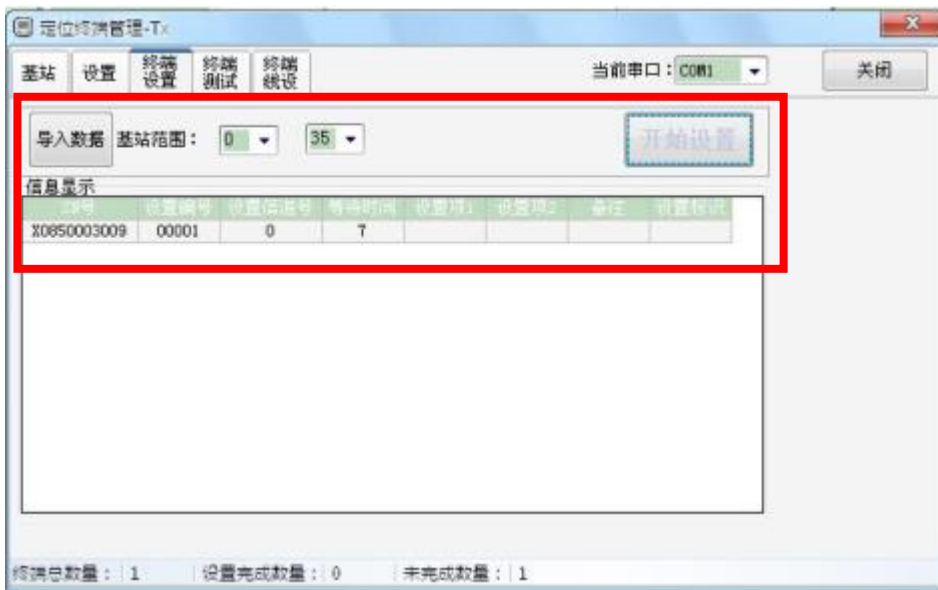 定位终端管理-Tx
基站 设置 终端设置 终端测试 终端线设 当前串口：COM1 关闭
导入数据 基站范围： 0 35 开始设置
信息显示
ID号 设置编号 设置信道号 等待时间 设置项1 设置项2 备注 设置标识
X0850003009 00001 0 7
终端总数量： 1 设置完成数量： 0 未完成数量： 1